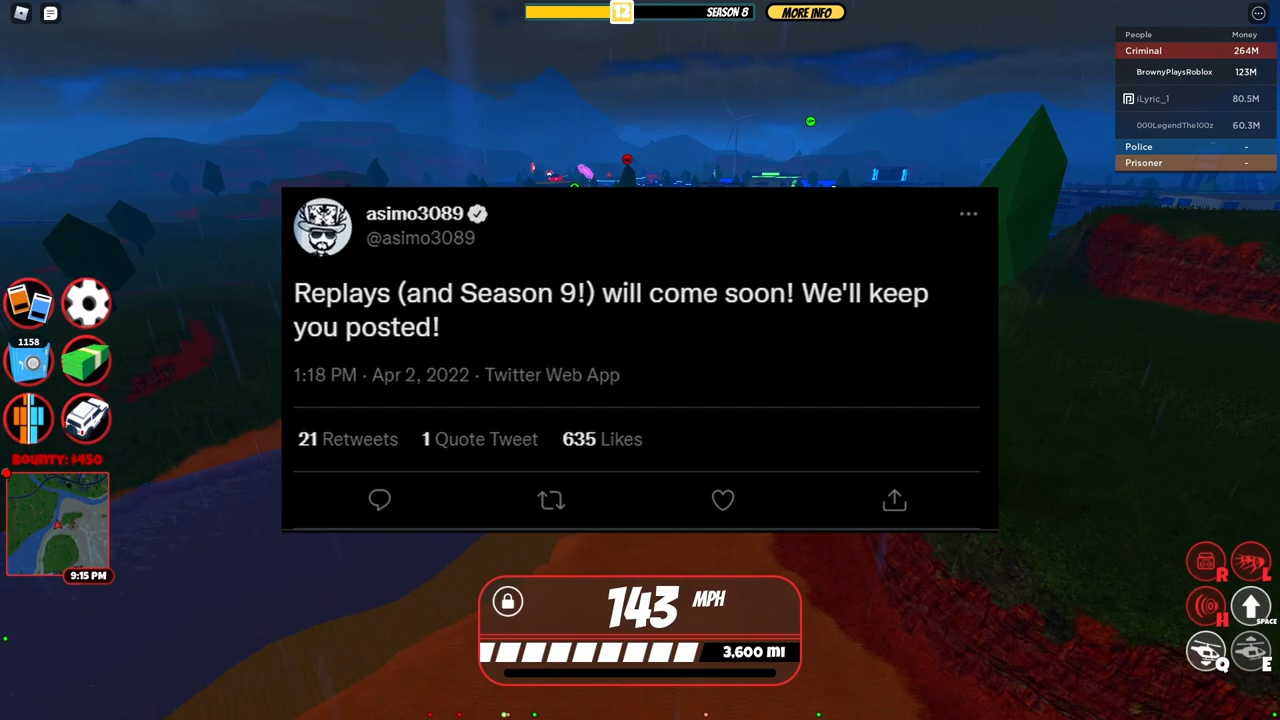 12
SEASON 8
MORE INFO
People Money
Criminal 264M
BrownyPlaysRoblox 123M
iLyric_1 80.5M
000LegendThe100z 60.3M
Police -
Prisoner -
asimo3089
@asimo3089
Replays (and Season 9!) will come soon! We'll keep
you posted!
1:18 PM · Apr 2, 2022 · Twitter Web App
21 Retweets 1 Quote Tweet 635 Likes
1158
BOUNTY: $450
9:15 PM
143 MPH
3,600 MI
R
L
H
SPACE
Q
E